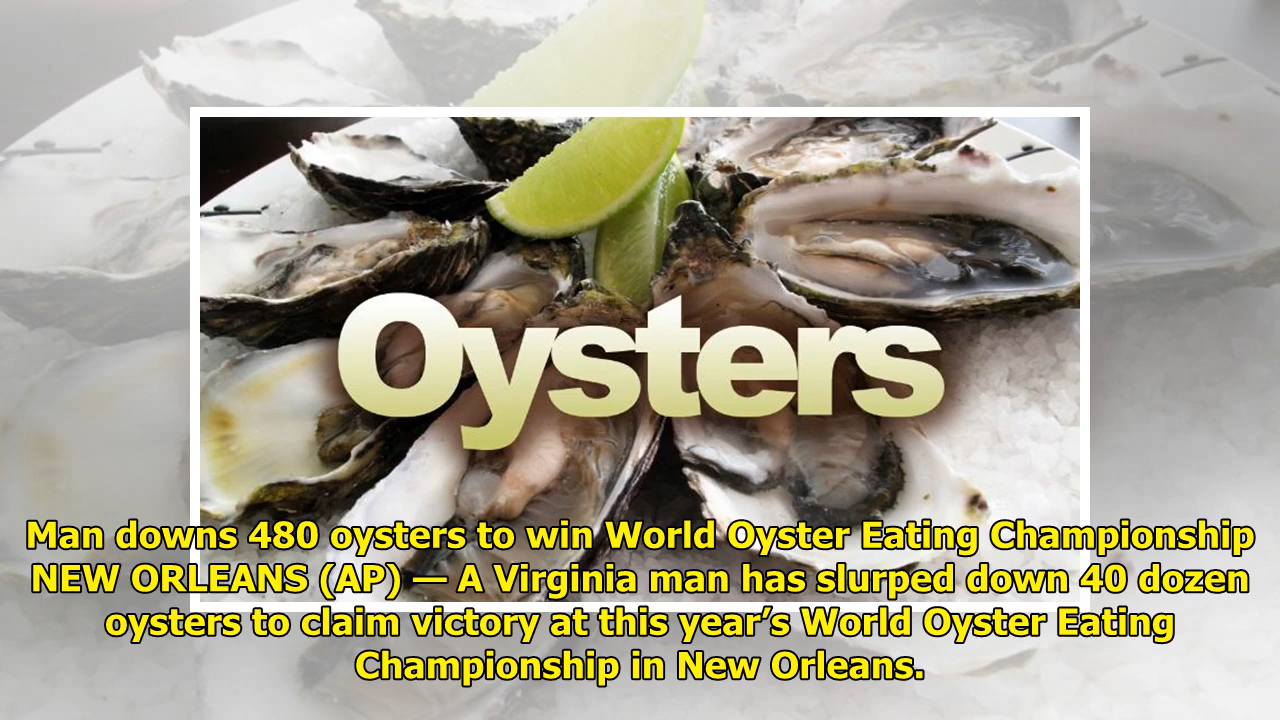 Oysters
Man downs 480 oysters to win World Oyster Eating Championship
NEW ORLEANS (AP) — A Virginia man has slurped down 40 dozen
oysters to claim victory at this year’s World Oyster Eating
Championship in New Orleans.